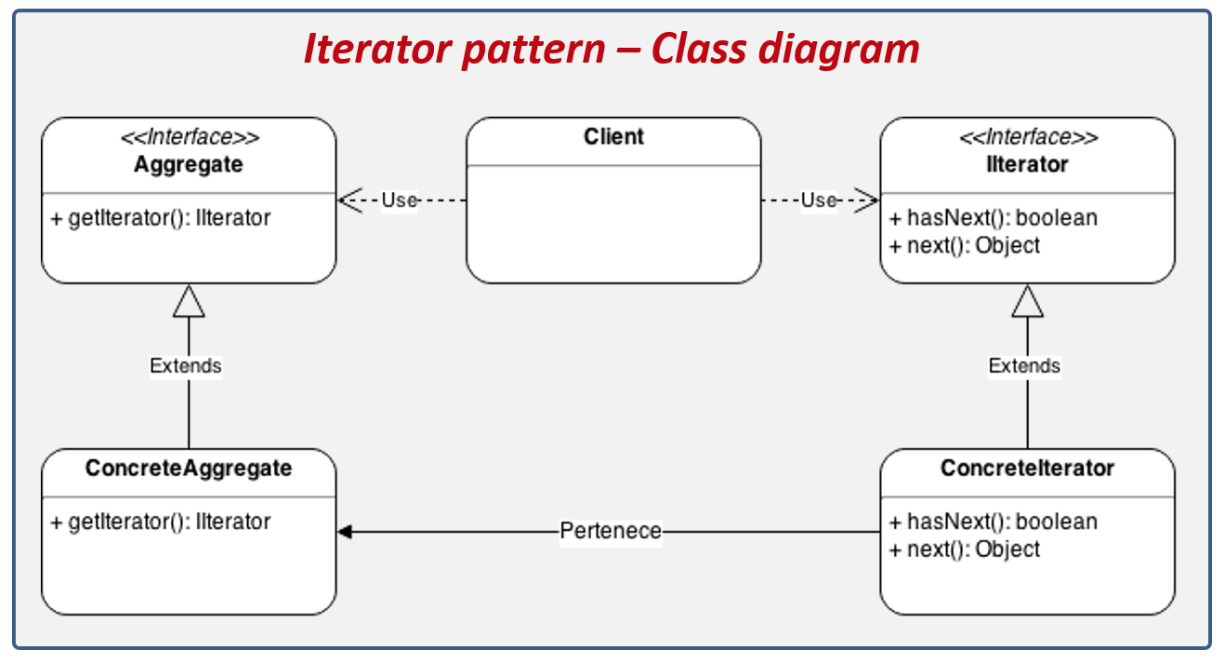 Iterator pattern – Class diagram
<<Interface>>
Aggregate
+ getIterator(): IIterator
Use
Client
Use
<<Interface>>
IIterator
+ hasNext(): boolean
+ next(): Object
Extends
Extends
ConcreteAggregate
+ getIterator(): IIterator
Pertenece
ConcreteIterator
+ hasNext(): boolean
+ next(): Object